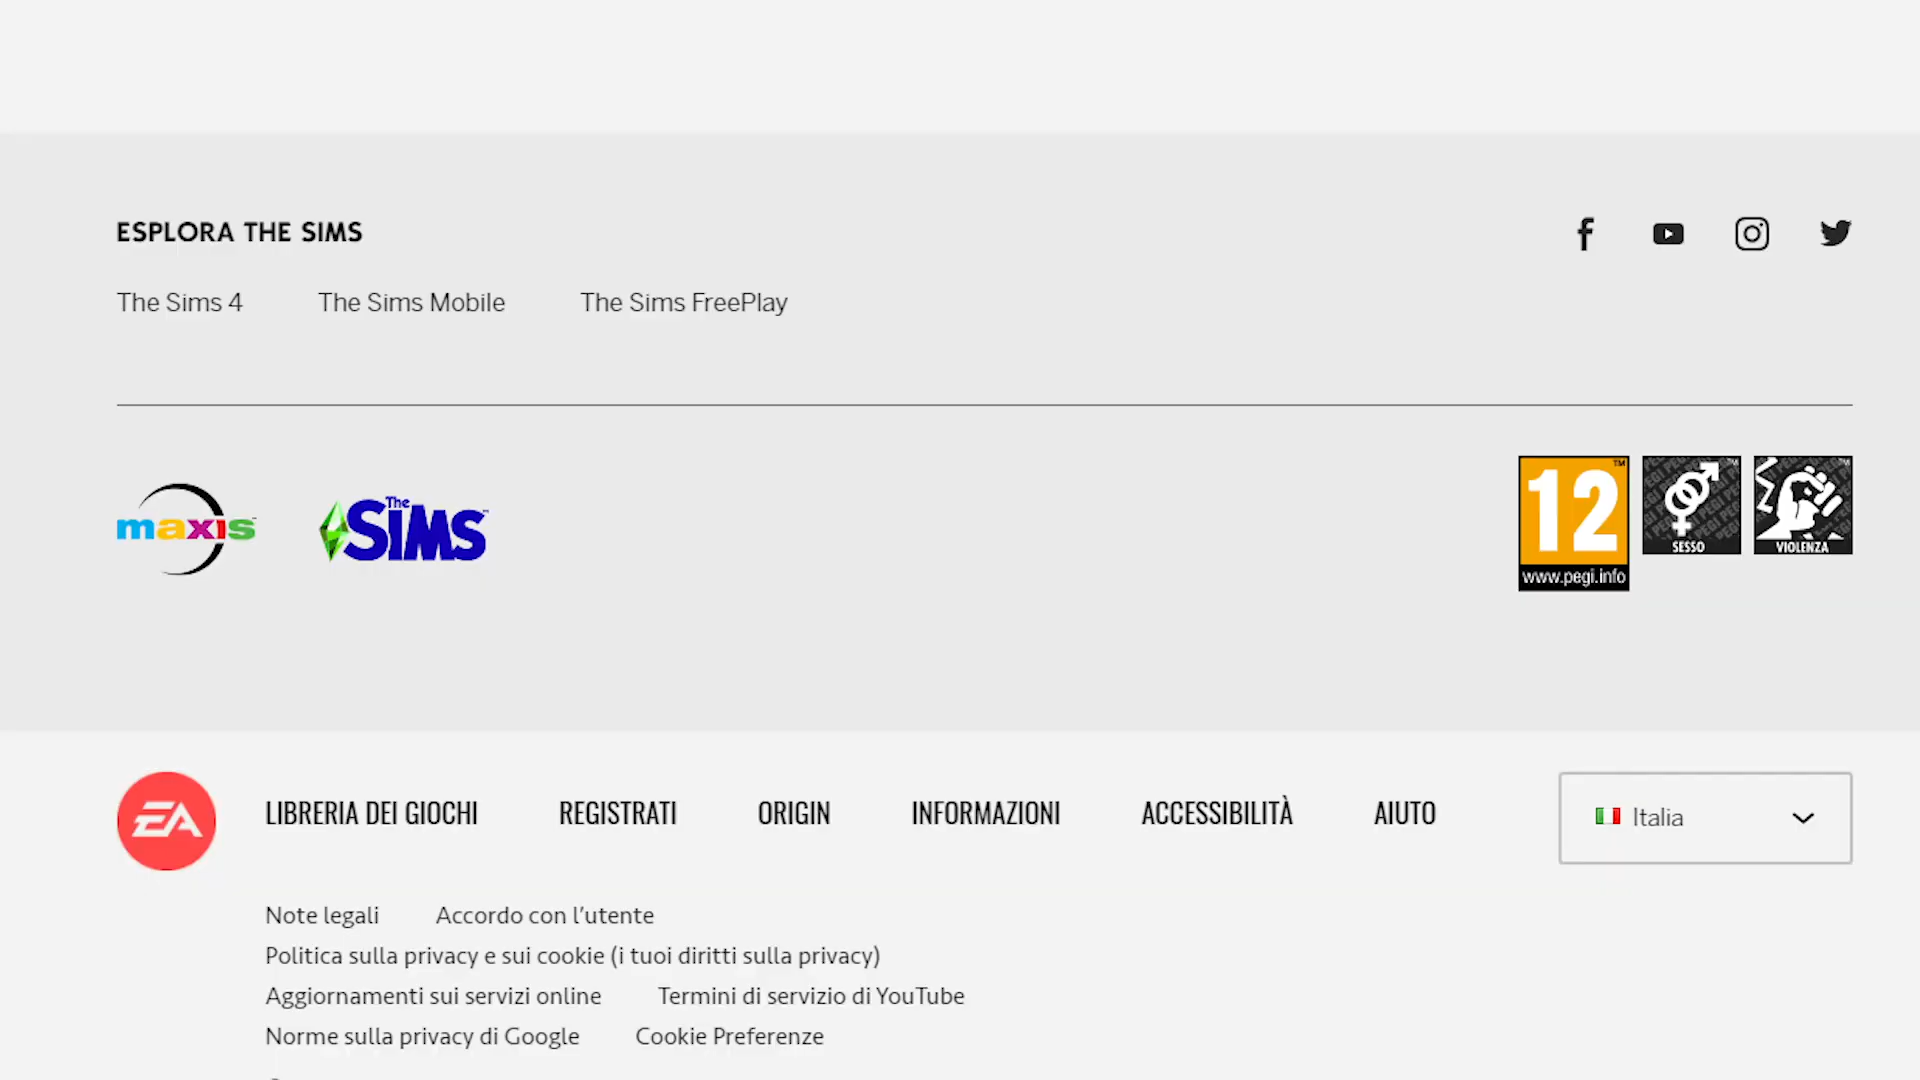 ESPLORA THE SIMS
The Sims 4 The Sims Mobile The Sims FreePlay
maxis
The SIMS
12
www.pegi.info
SESSO
VIOLENZA
EA
LIBRERIA DEI GIOCHI REGISTRATI ORIGIN INFORMAZIONI ACCESSIBILITÀ AIUTO
Italia
Note legali Accordo con l’utente
Politica sulla privacy e sui cookie (i tuoi diritti sulla privacy)
Aggiornamenti sui servizi online Termini di servizio di YouTube
Norme sulla privacy di Google Cookie Preferenze